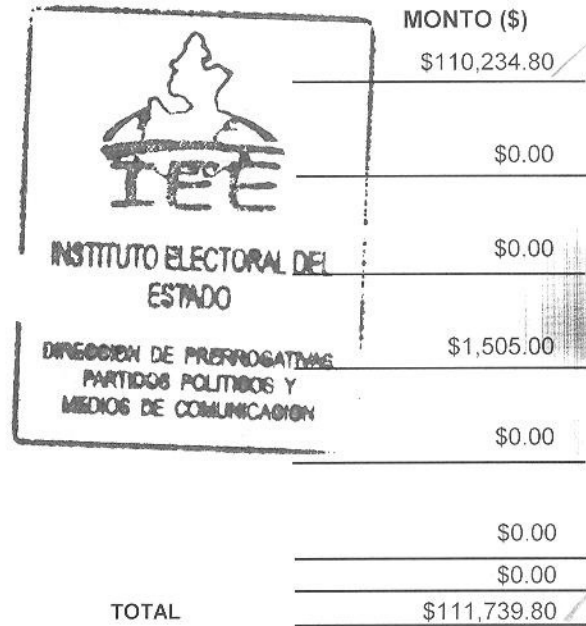 MONTO ($)
$110,234.80
$0.00
IEE
$0.00
INSTITUTO ELECTORAL DEL
ESTADO
$1,505.00
DIRECCION DE PRERROGATIVAS
PARTIDOS POLITICOS Y
MEDIOS DE COMUNICACION
$0.00
$0.00
$0.00
TOTAL $111,739.80